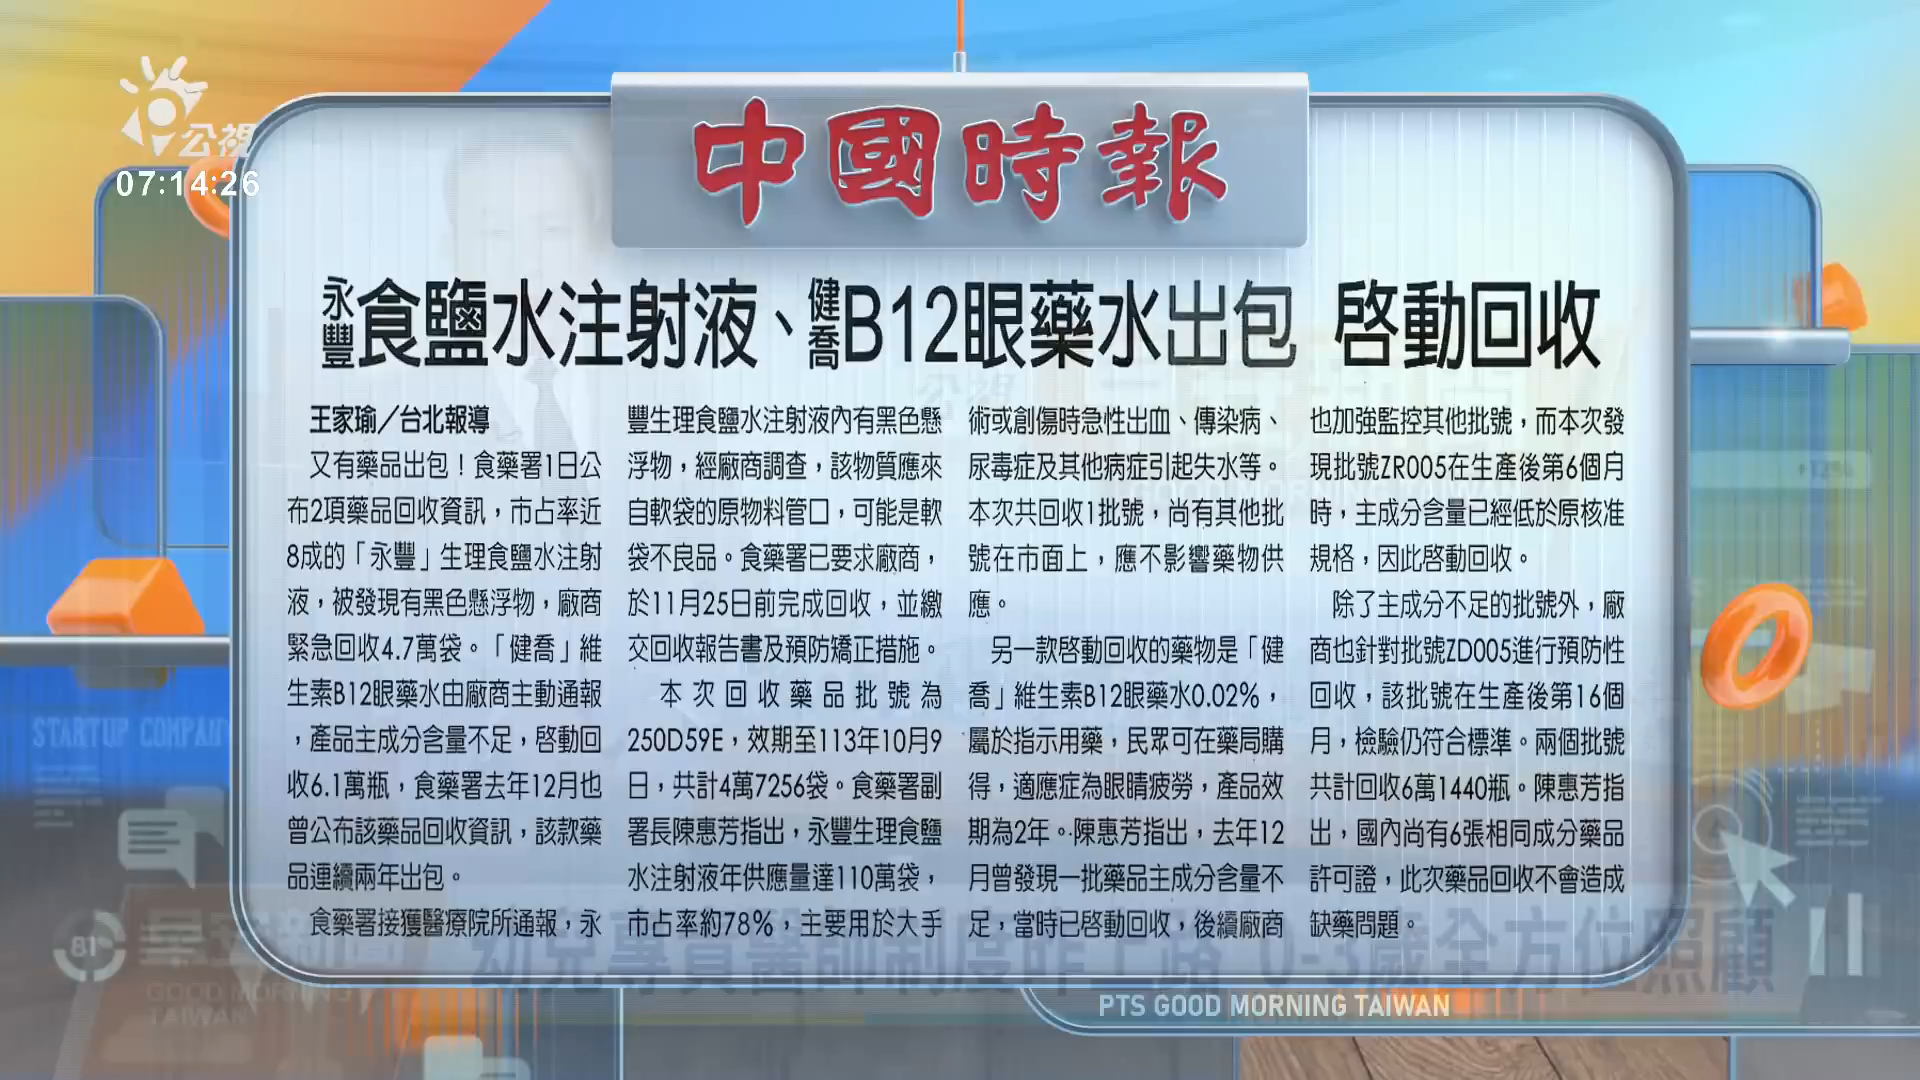 公視
07:14:26
中國時報
永豐食鹽水注射液、健喬B12眼藥水出包 啓動回收
王家瑜／台北報導
又有藥品出包！食藥署1日公
布2項藥品回收資訊，市占率近
8成的「永豐」生理食鹽水注射
液，被發現有黑色懸浮物，廠商
緊急回收4.7萬袋。「健喬」維
生素B12眼藥水由廠商主動通報
，產品主成分含量不足，啓動回
收6.1萬瓶，食藥署去年12月也
曾公布該藥品回收資訊，該款藥
品連續兩年出包。
食藥署接獲醫療院所通報，永
豐生理食鹽水注射液內有黑色懸
浮物，經廠商調查，該物質應來
自軟袋的原物料管口，可能是軟
袋不良品。食藥署已要求廠商，
於11月25日前完成回收，並繳
交回收報告書及預防矯正措施。
本次回收藥品批號為
250D59E，效期至113年10月9
日，共計4萬7256袋。食藥署副
署長陳惠芳指出，永豐生理食鹽
水注射液年供應量達110萬袋，
市占率約78%，主要用於大手
術或創傷時急性出血、傳染病、
尿毒症及其他病症引起失水等。
本次共回收1批號，尚有其他批
號在市面上，應不影響藥物供
應。
另一款啓動回收的藥物是「健
喬」維生素B12眼藥水0.02%，
屬於指示用藥，民眾可在藥局購
得，適應症為眼睛疲勞，產品效
期為2年。陳惠芳指出，去年12
月曾發現一批藥品主成分含量不
足，當時已啓動回收，後續廠商
也加強監控其他批號，而本次發
現批號ZR005在生產後第6個月
時，主成分含量已經低於原核准
規格，因此啓動回收。
除了主成分不足的批號外，廠
商也針對批號ZD005進行預防性
回收，該批號在生產後第16個
月，檢驗仍符合標準。兩個批號
共計回收6萬1440瓶。陳惠芳指
出，國內尚有6張相同成分藥品
許可證，此次藥品回收不會造成
缺藥問題。
STARTUP COMPAN
81
GOOD MORNING
TAIWAN
幼兒專責醫師制度昨上路 0-3歲全方位照顧
PTS GOOD MORNING TAIWAN